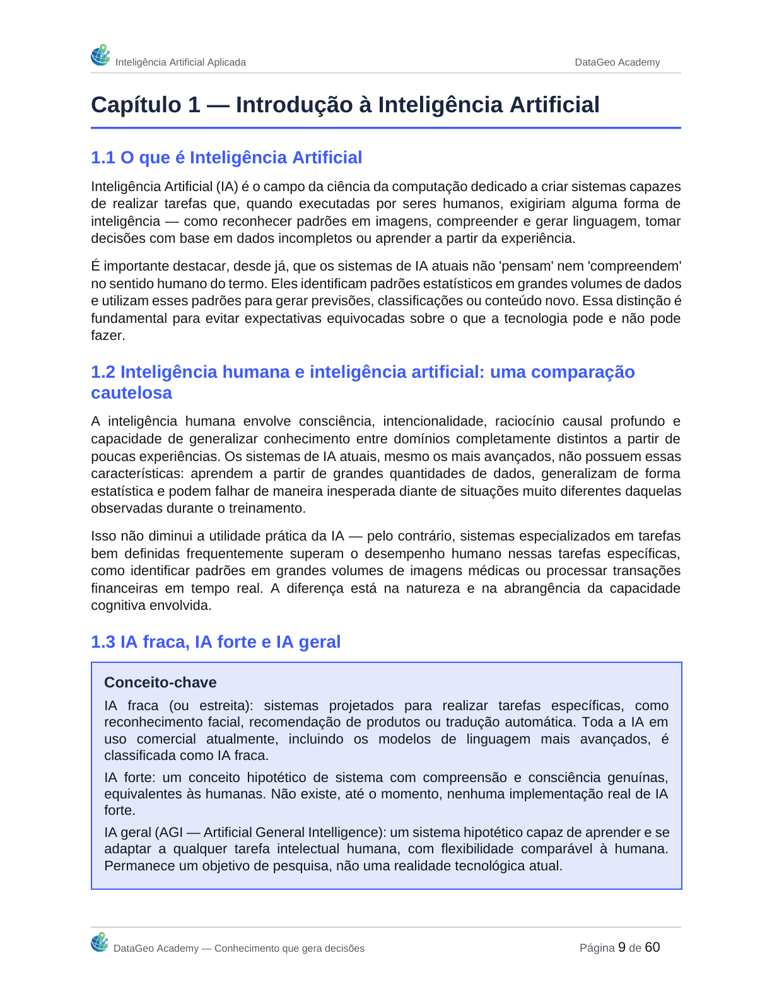 Inteligência Artificial Aplicada DataGeo Academy
Capítulo 1 — Introdução à Inteligência Artificial
1.1 O que é Inteligência Artificial
Inteligência Artificial (IA) é o campo da ciência da computação dedicado a criar sistemas capazes
de realizar tarefas que, quando executadas por seres humanos, exigiriam alguma forma de
inteligência — como reconhecer padrões em imagens, compreender e gerar linguagem, tomar
decisões com base em dados incompletos ou aprender a partir da experiência.
É importante destacar, desde já, que os sistemas de IA atuais não 'pensam' nem 'compreendem'
no sentido humano do termo. Eles identificam padrões estatísticos em grandes volumes de dados
e utilizam esses padrões para gerar previsões, classificações ou conteúdo novo. Essa distinção é
fundamental para evitar expectativas equivocadas sobre o que a tecnologia pode e não pode
fazer.
1.2 Inteligência humana e inteligência artificial: uma comparação
cautelosa
A inteligência humana envolve consciência, intencionalidade, raciocínio causal profundo e
capacidade de generalizar conhecimento entre domínios completamente distintos a partir de
poucas experiências. Os sistemas de IA atuais, mesmo os mais avançados, não possuem essas
características: aprendem a partir de grandes quantidades de dados, generalizam de forma
estatística e podem falhar de maneira inesperada diante de situações muito diferentes daquelas
observadas durante o treinamento.
Isso não diminui a utilidade prática da IA — pelo contrário, sistemas especializados em tarefas
bem definidas frequentemente superam o desempenho humano nessas tarefas específicas,
como identificar padrões em grandes volumes de imagens médicas ou processar transações
financeiras em tempo real. A diferença está na natureza e na abrangência da capacidade
cognitiva envolvida.
1.3 IA fraca, IA forte e IA geral
Conceito-chave
IA fraca (ou estreita): sistemas projetados para realizar tarefas específicas, como
reconhecimento facial, recomendação de produtos ou tradução automática. Toda a IA em
uso comercial atualmente, incluindo os modelos de linguagem mais avançados, é
classificada como IA fraca.
IA forte: um conceito hipotético de sistema com compreensão e consciência genuínas,
equivalentes às humanas. Não existe, até o momento, nenhuma implementação real de IA
forte.
IA geral (AGI — Artificial General Intelligence): um sistema hipotético capaz de aprender e se
adaptar a qualquer tarefa intelectual humana, com flexibilidade comparável à humana.
Permanece um objetivo de pesquisa, não uma realidade tecnológica atual.
DataGeo Academy — Conhecimento que gera decisões Página 9 de 60